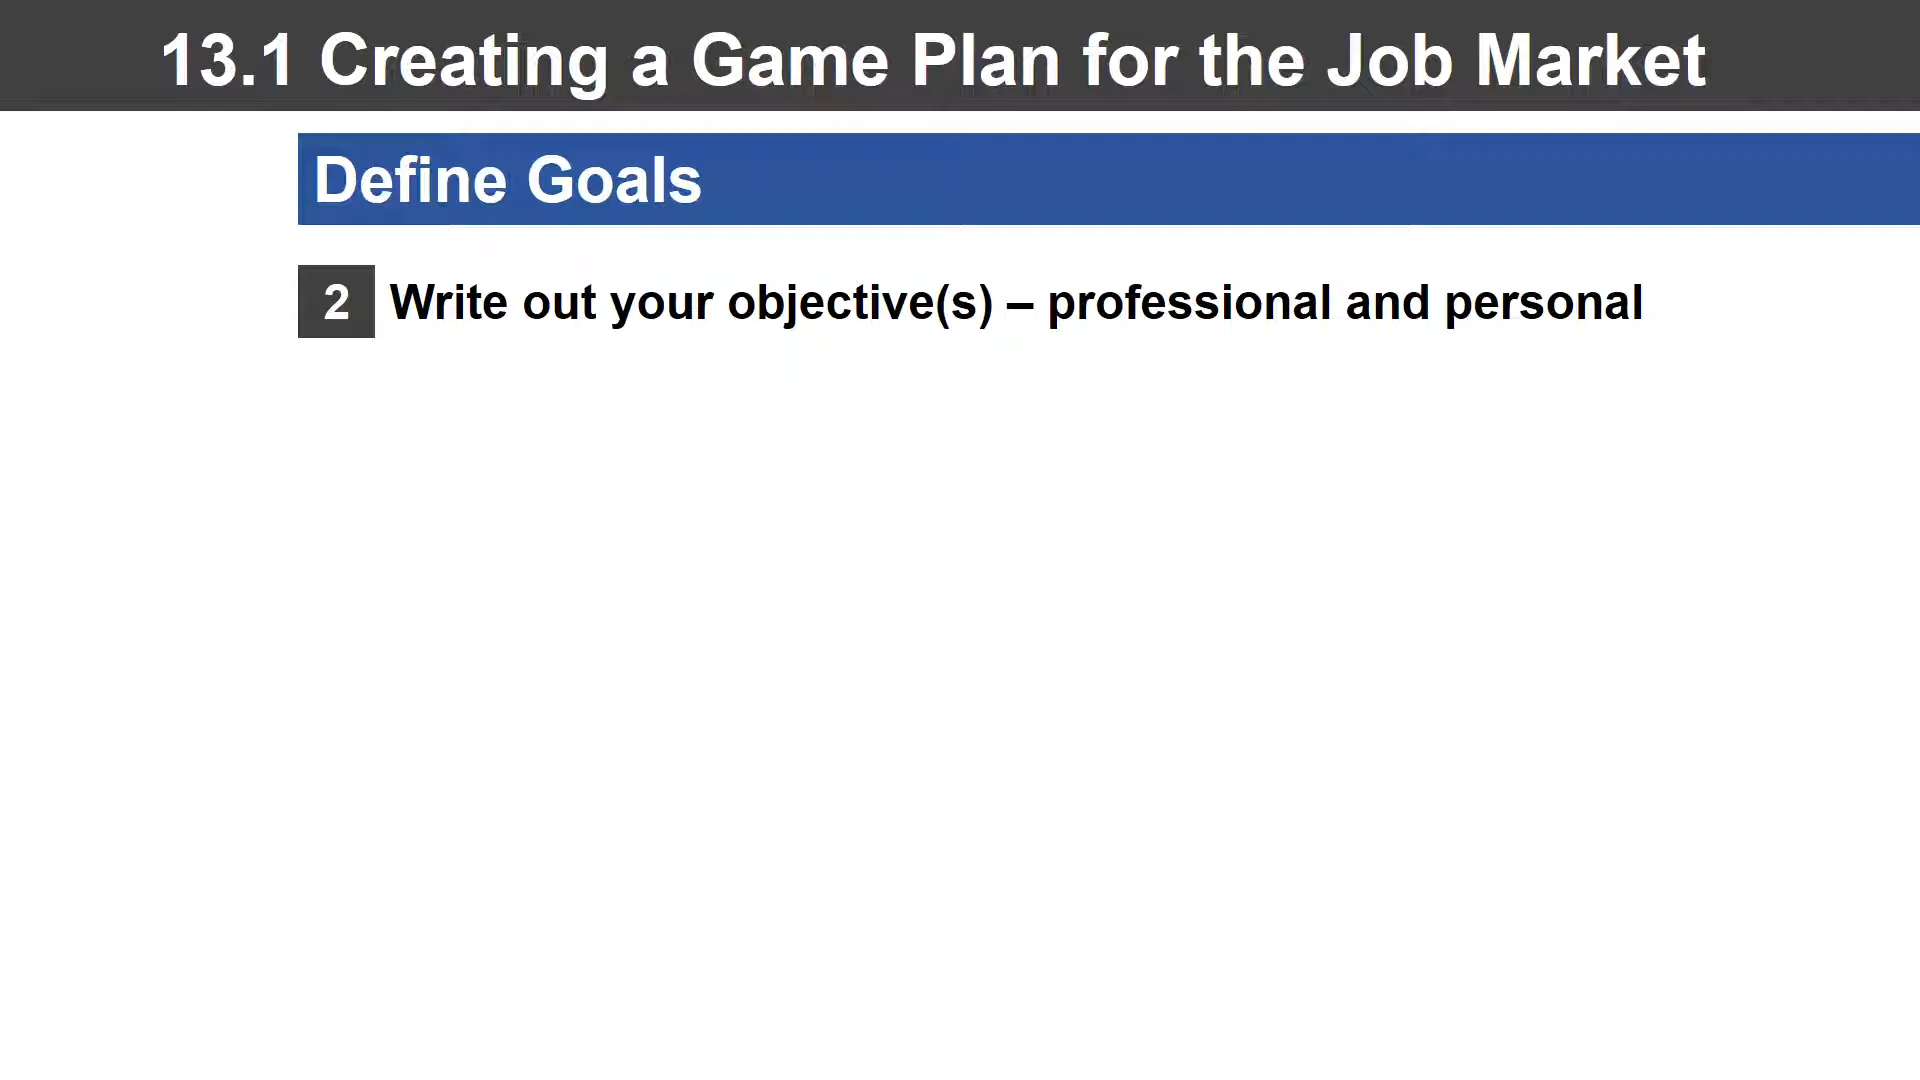 13.1 Creating a Game Plan for the Job Market
Define Goals
2 Write out your objective(s) – professional and personal